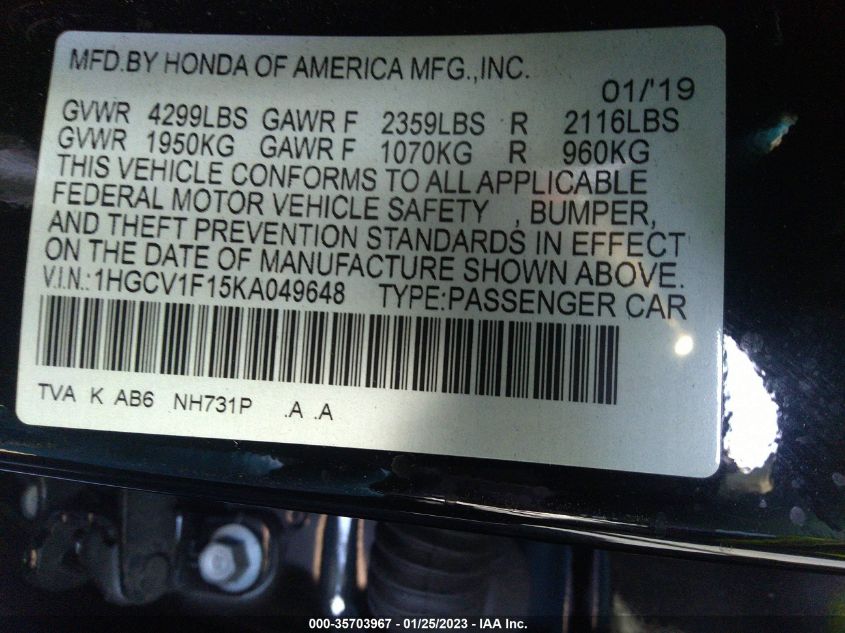 MFD.BY HONDA OF AMERICA MFG.,INC.
01/'19
GVWR 4299LBS GAWR F 2359LBS R 2116LBS
GVWR 1950KG GAWR F 1070KG R 960KG
THIS VEHICLE CONFORMS TO ALL APPLICABLE
FEDERAL MOTOR VEHICLE SAFETY , BUMPER,
AND THEFT PREVENTION STANDARDS IN EFFECT
ON THE DATE OF MANUFACTURE SHOWN ABOVE.
V.I.N.:1HGCV1F15KA049648 TYPE:PASSENGER CAR
TVA K AB6 NH731P .A .A
000-35703967 - 01/25/2023 - IAA Inc.